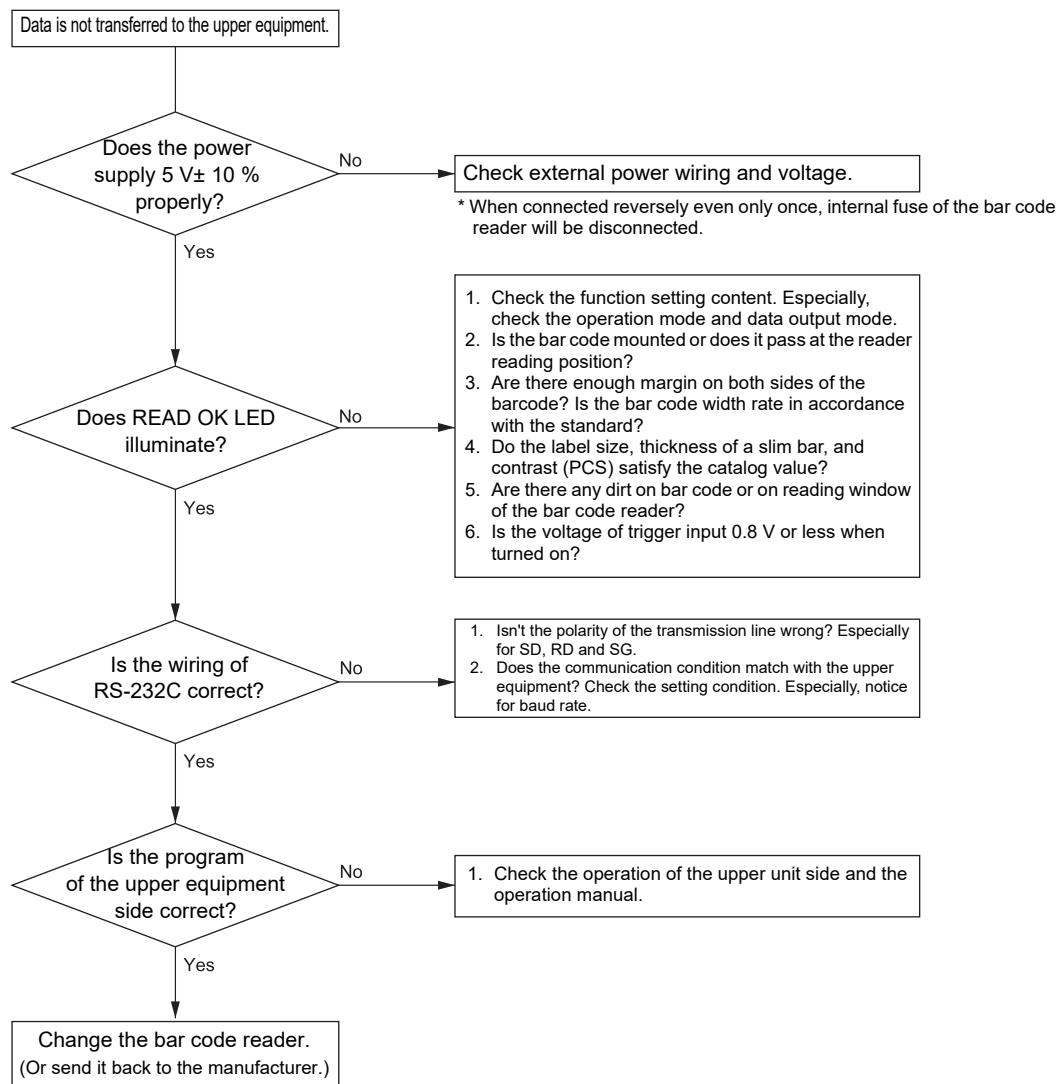 Data is not transferred to the upper equipment.
Does the power
supply 5 V± 10 %
properly?
No
Check external power wiring and voltage.
* When connected reversely even only once, internal fuse of the bar code
reader will be disconnected.
Yes
1. Check the function setting content. Especially,
check the operation mode and data output mode.
2. Is the bar code mounted or does it pass at the reader
reading position?
3. Are there enough margin on both sides of the
barcode? Is the bar code width rate in accordance
with the standard?
4. Do the label size, thickness of a slim bar, and
contrast (PCS) satisfy the catalog value?
5. Are there any dirt on bar code or on reading window
of the bar code reader?
6. Is the voltage of trigger input 0.8 V or less when
turned on?
Does READ OK LED
illuminate?
No
Yes
1. Isn't the polarity of the transmission line wrong? Especially
for SD, RD and SG.
2. Does the communication condition match with the upper
equipment? Check the setting condition. Especially, notice
for baud rate.
Is the wiring of
RS-232C correct?
No
Yes
Is the program
of the upper equipment
side correct?
No
1. Check the operation of the upper unit side and the
operation manual.
Yes
Change the bar code reader.
(Or send it back to the manufacturer.)